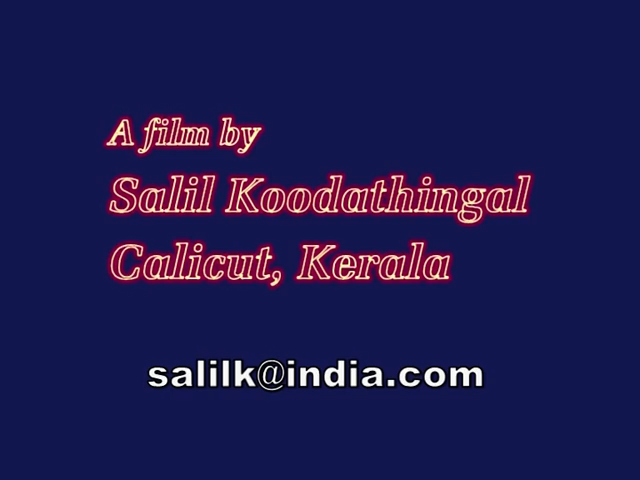 A film by
Salil Koodathingal
Calicut, Kerala
salilk@india.com